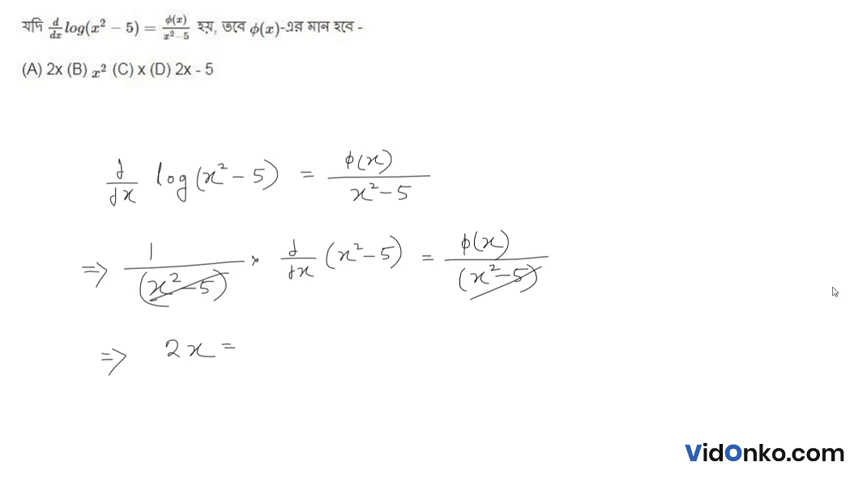 যদি d/dx log(x² − 5) = ϕ(x)/x²−5 হয়, তবে ϕ(x)-এর মান হবে -
(A) 2x (B) x² (C) x (D) 2x - 5
d/dx log(x² − 5) = ϕ(x)/x² − 5
⇒ 1/(x² − 5) × d/dx (x² − 5) = ϕ(x)/(x² − 5)
⇒ 2x =
VidOnko.com